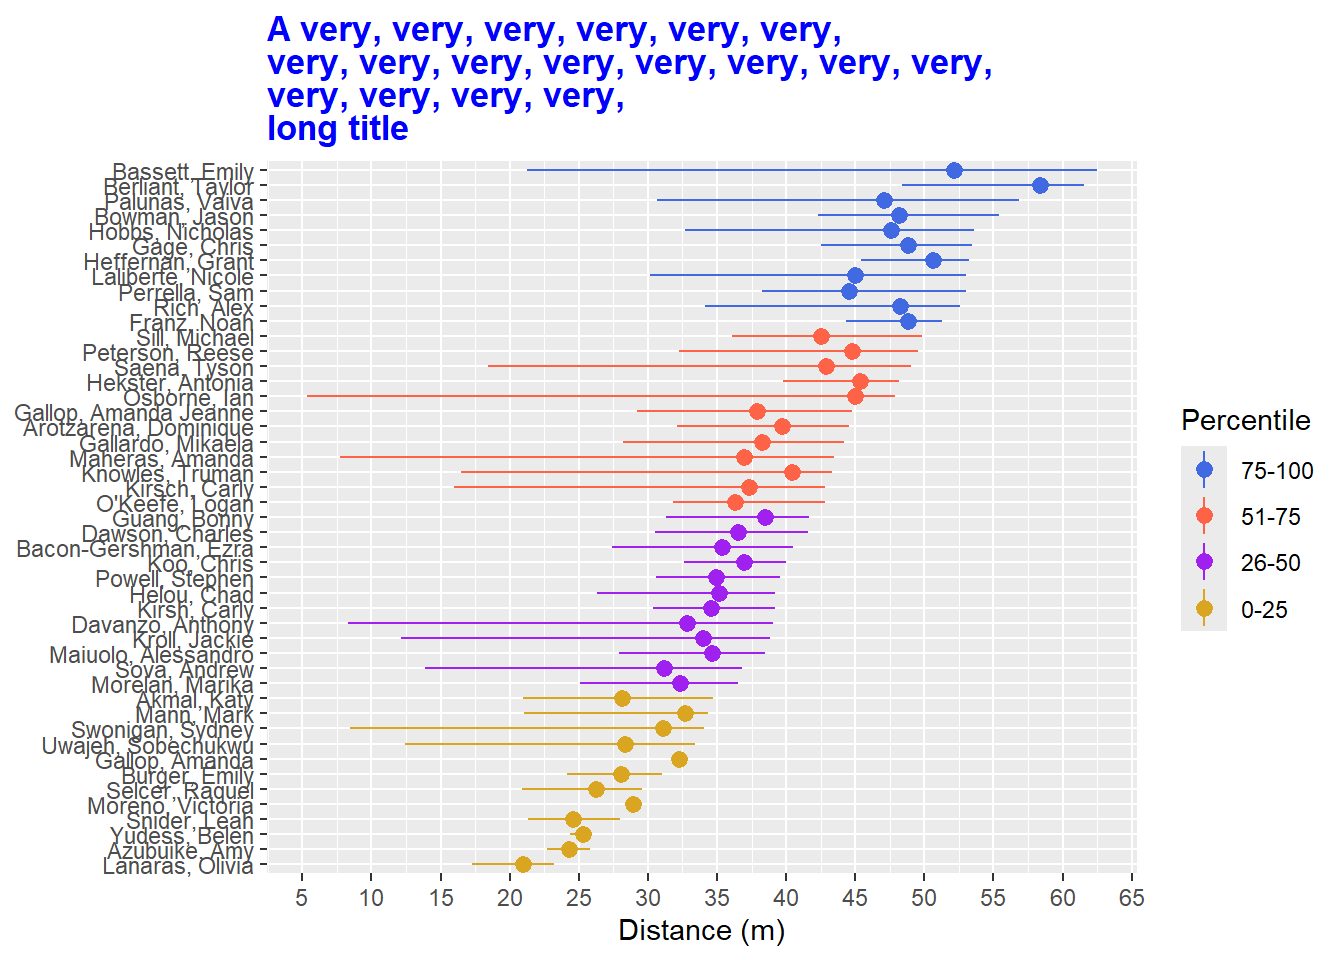 A very, very, very, very, very, very,
very, very, very, very, very, very, very, very,
very, very, very, very,
long title
Bassett, Emily
Berliant, Taylor
Palunas, Vaiva
Bowman, Jason
Hobbs, Nicholas
Gage, Chris
Heffernan, Grant
Laliberte, Nicole
Perrella, Sam
Rich, Alex
Franz, Noah
Sill, Michael
Peterson, Reese
Saena, Tyson
Hekster, Antonia
Osborne, Ian
Gallop, Amanda Jeanne
Arotzarena, Dominique
Gallardo, Mikaela
Maheras, Amanda
Knowles, Truman
Kirsch, Carly
O'Keefe, Logan
Guang, Bonny
Dawson, Charles
Bacon-Gershman, Ezra
Koo, Chris
Powell, Stephen
Helou, Chad
Kirsh, Carly
Davanzo, Anthony
Kroll, Jackie
Maiuolo, Alessandro
Sova, Andrew
Morelan, Marika
Akmal, Katy
Mann, Mark
Swonigan, Sydney
Uwajeh, Sobechukwu
Gallop, Amanda
Burger, Emily
Selcer, Raquel
Moreno, Victoria
Snider, Leah
Yudess, Belen
Azubuike, Amy
Lanaras, Olivia
5 10 15 20 25 30 35 40 45 50 55 60 65
Distance (m)
Percentile
75-100
51-75
26-50
0-25